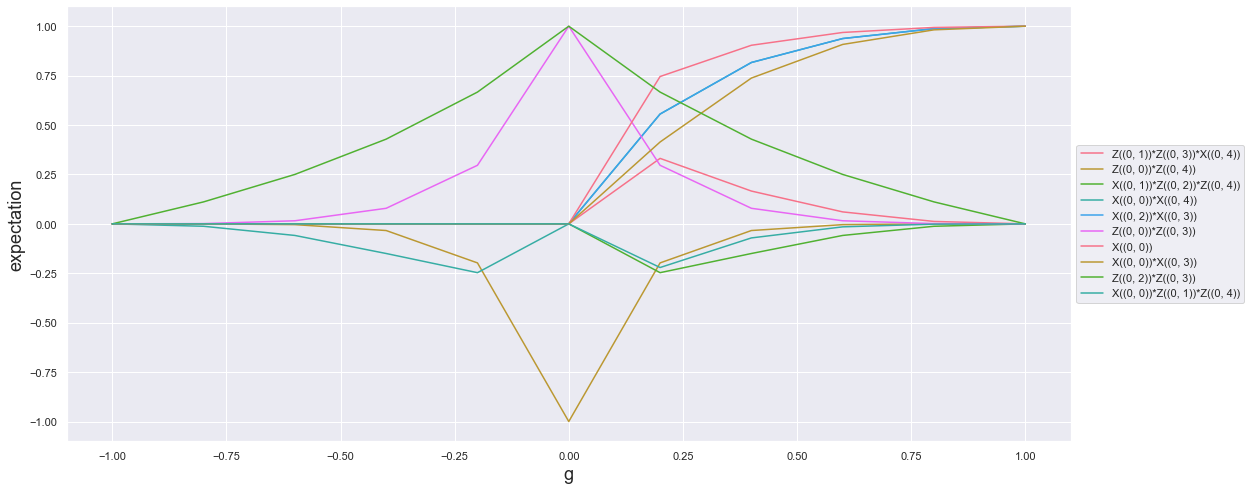 1.00
0.75
0.50
0.25
0.00
−0.25
−0.50
−0.75
−1.00
expectation
−1.00 −0.75 −0.50 −0.25 0.00 0.25 0.50 0.75 1.00
g
Z((0, 1))*Z((0, 3))*X((0, 4))
Z((0, 0))*Z((0, 4))
X((0, 1))*Z((0, 2))*Z((0, 4))
X((0, 0))*X((0, 4))
X((0, 2))*X((0, 3))
Z((0, 0))*Z((0, 3))
X((0, 0))
X((0, 0))*X((0, 3))
Z((0, 2))*Z((0, 3))
X((0, 0))*Z((0, 1))*Z((0, 4))